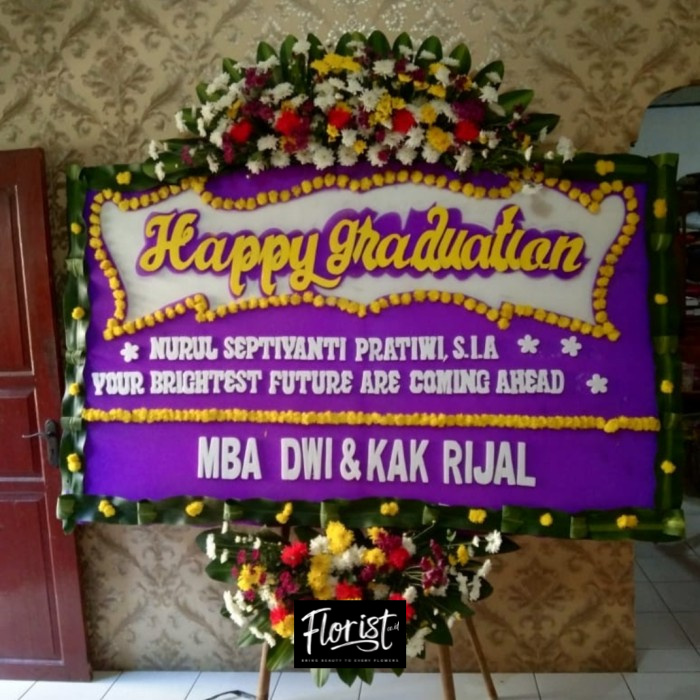 Happy graduation
NURUL SEPTIYANTI PRATIWI, S.I.A
YOUR BRIGHTEST FUTURE ARE COMING AHEAD
MBA DWI & KAK RIJAL
Florist.co.id
BRING BEAUTY TO EVERY FLOWERS